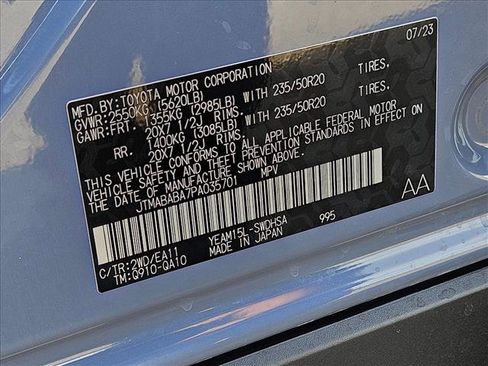 MFD.BY:TOYOTA MOTOR CORPORATION 07/23
GVWR:2550KG (5620LB)
GAWR:FRT. 1355KG (2985LB) WITH 235/50R20 TIRES.
20X7 1/2J RIMS.
RR. 1400KG (3085LB) WITH 235/50R20 TIRES.
20X7 1/2J RIMS.
THIS VEHICLE CONFORMS TO ALL APPLICABLE FEDERAL MOTOR
VEHICLE SAFETY AND THEFT PREVENTION STANDARDS IN EFFECT ON
THE DATE OF MANUFACTURE SHOWN ABOVE.
JTMABABA7PA035701 MPV
AA
C/TR:2WD/EA11 YEAM15L-SWDHSA 995
TM:Q910-QA10 MADE IN JAPAN